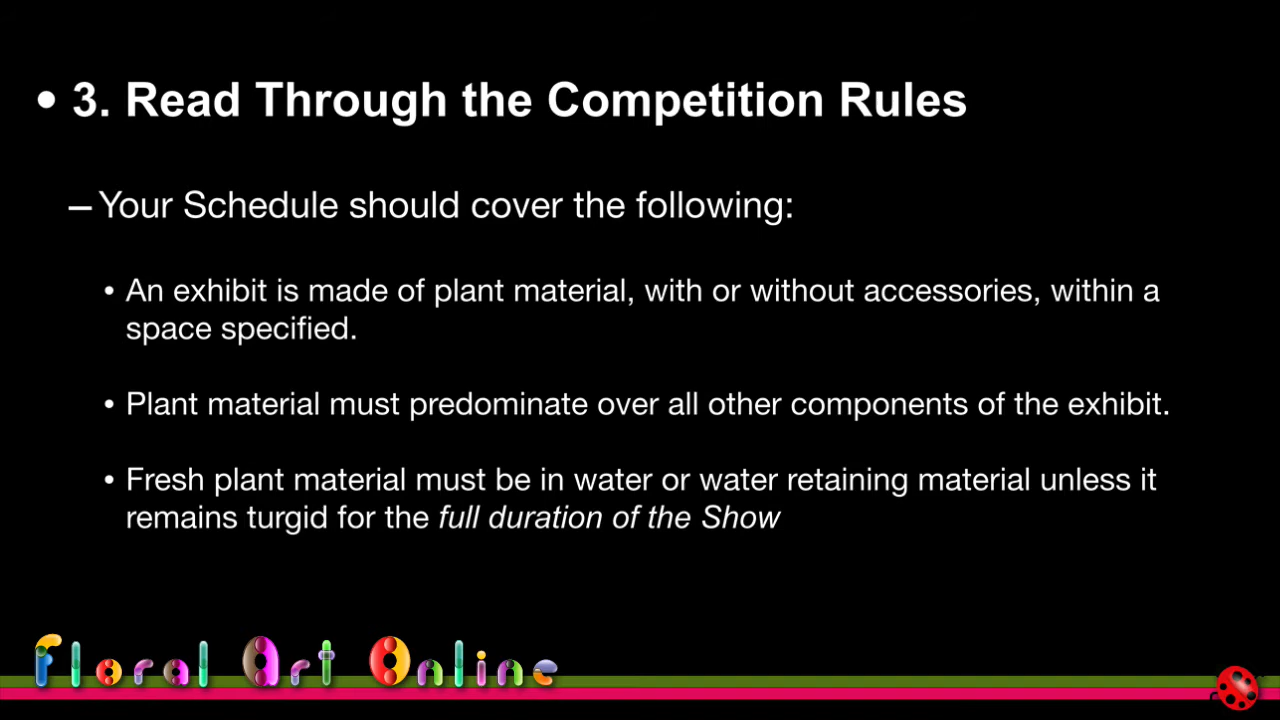 • 3. Read Through the Competition Rules
– Your Schedule should cover the following:
• An exhibit is made of plant material, with or without accessories, within a
space specified.
• Plant material must predominate over all other components of the exhibit.
• Fresh plant material must be in water or water retaining material unless it
remains turgid for the full duration of the Show
Floral Art Online